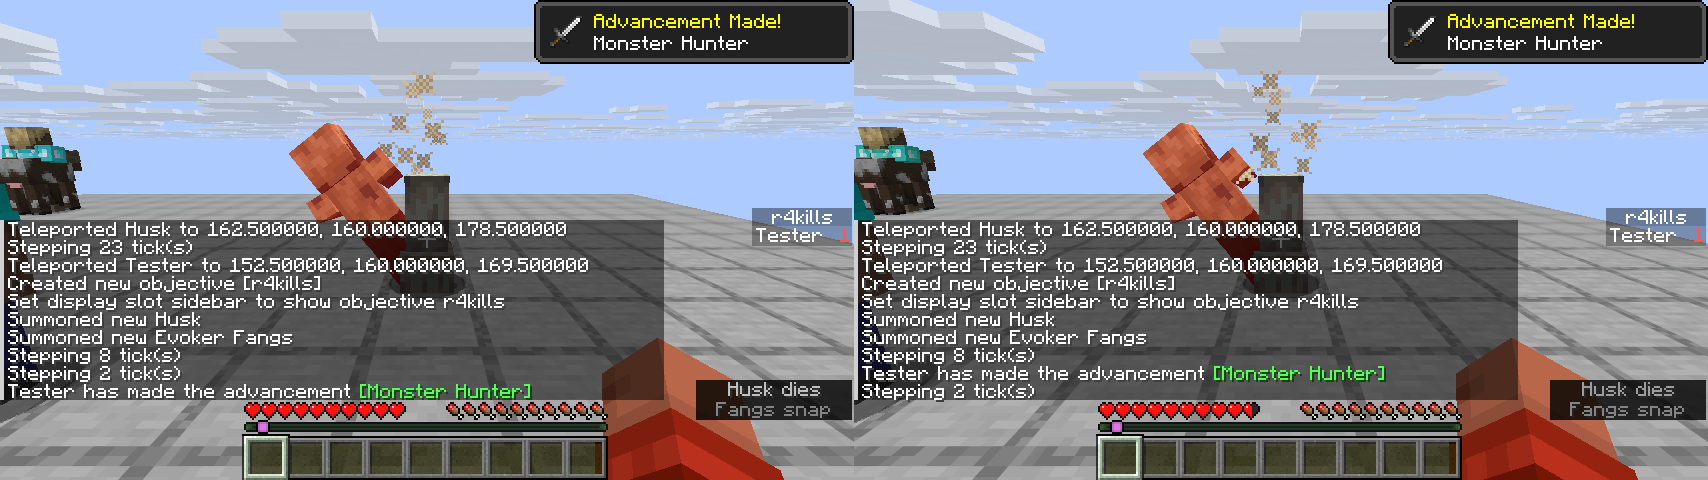 Advancement Made!
Monster Hunter
r4kills
Tester 1
Teleported Husk to 162.500000, 160.000000, 178.500000
Stepping 23 tick(s)
Teleported Tester to 152.500000, 160.000000, 169.500000
Created new objective [r4kills]
Set display slot sidebar to show objective r4kills
Summoned new Husk
Summoned new Evoker Fangs
Stepping 8 tick(s)
Stepping 2 tick(s)
Tester has made the advancement [Monster Hunter]
Husk dies
Fangs snap
Advancement Made!
Monster Hunter
r4kills
Tester 1
Teleported Husk to 162.500000, 160.000000, 178.500000
Stepping 23 tick(s)
Teleported Tester to 152.500000, 160.000000, 169.500000
Created new objective [r4kills]
Set display slot sidebar to show objective r4kills
Summoned new Husk
Summoned new Evoker Fangs
Stepping 8 tick(s)
Tester has made the advancement [Monster Hunter]
Stepping 2 tick(s)
Husk dies
Fangs snap